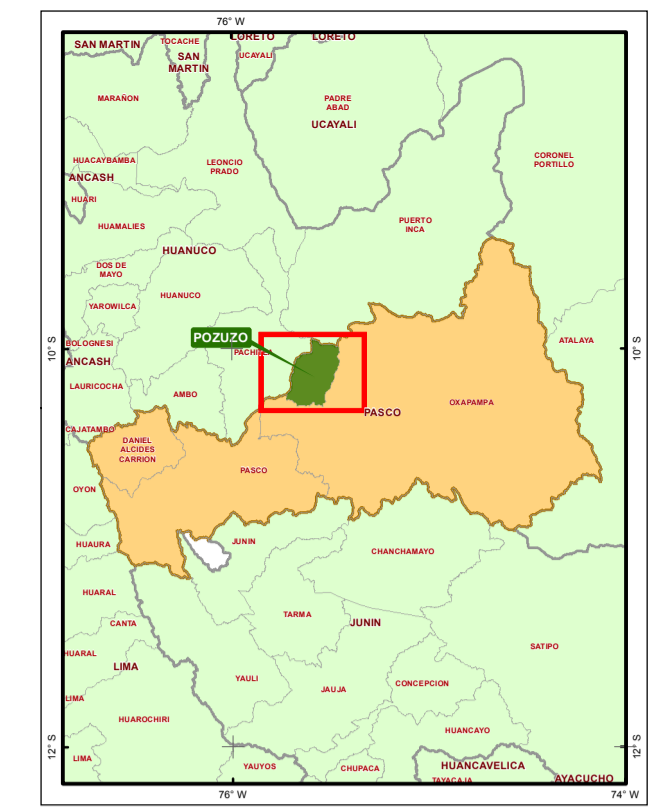 76° W
SAN MARTIN
TOCACHE
LORETO
LORETO
SAN
MARTIN
UCAYALI
MARAÑON
PADRE
ABAD
UCAYALI
HUACAYBAMBA
LEONCIO
PRADO
CORONEL
PORTILLO
ANCASH
HUARI
HUAMALIES
PUERTO
INCA
HUANUCO
DOS DE
MAYO
HUANUCO
YAROWILCA
POZUZO
BOLOGNESI
10° S
10° S
PACHI
ATALAYA
ANCASH
LAURICOCHA
AMBO
OXAPAMPA
PASCO
CAJATAMBO
DANIEL
ALCIDES
CARRION
PASCO
OYON
HUAURA
JUNIN
CHANCHAMAYO
HUARAL
CANTA
TARMA
JUNIN
HUARAL
LIMA
SATIPO
YAULI
JAUJA
CONCEPCION
LIMA
HUAROCHIRI
HUANCAYO
12° S
12° S
LIMA
YAUYOS
CHUPACA
HUANCAVELICA
TAYACAJA
AYACUCHO
76° W
74° W